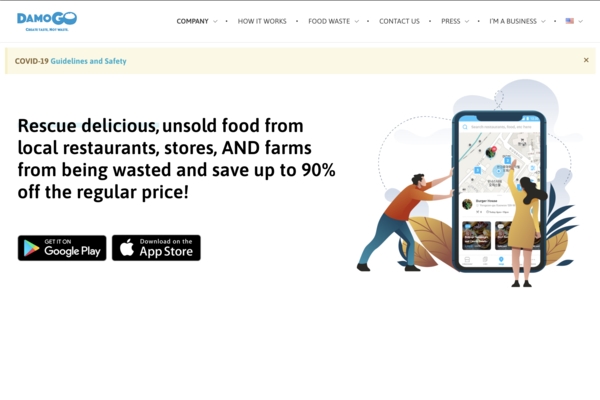 DAMOGO
Create taste. Not waste.
COMPANY
HOW IT WORKS
FOOD WASTE
CONTACT US
PRESS
I'M A BUSINESS
COVID-19 Guidelines and Safety
×
Rescue delicious, unsold food from
local restaurants, stores, AND farms
from being wasted and save up to 90%
off the regular price!
GET IT ON
Google Play
Download on the
App Store
Burger House